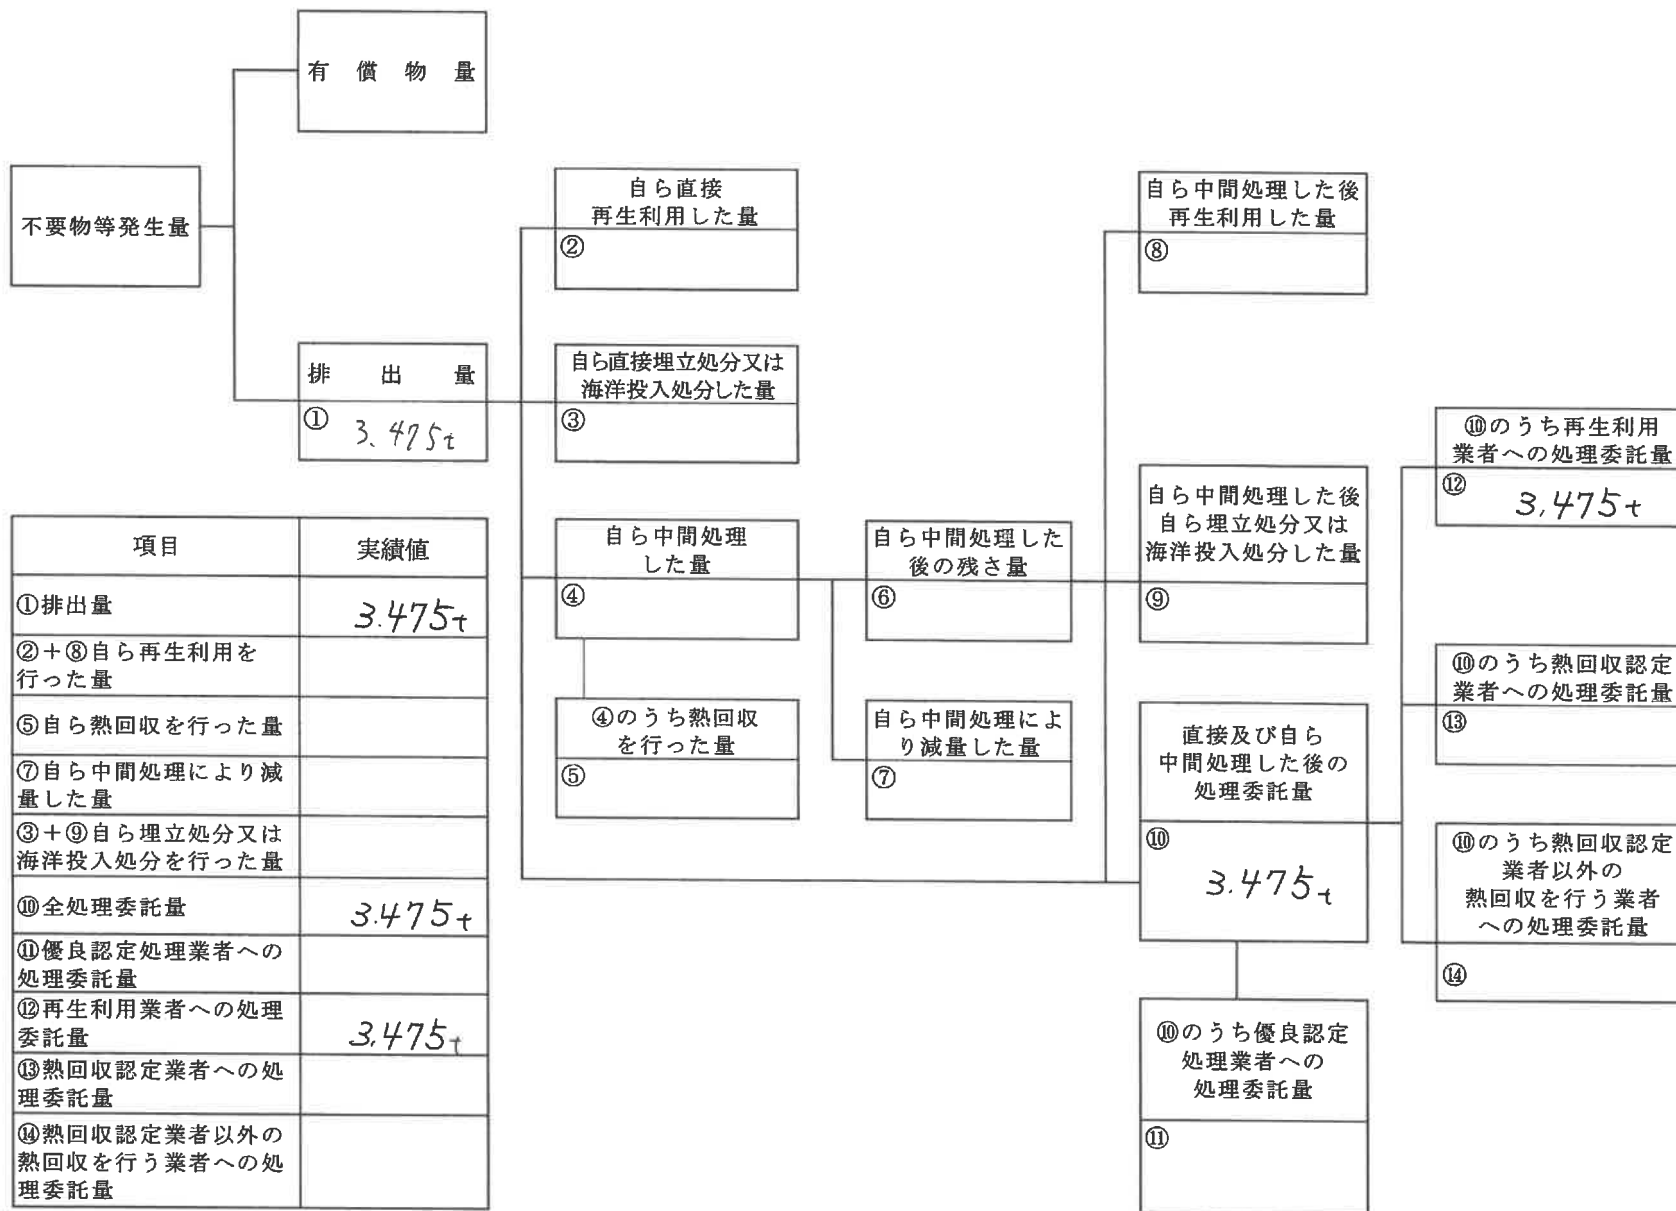 有償物量
不要物等発生量
排出量
① 3.475t
自ら直接
再生利用した量
②
自ら直接埋立処分又は
海洋投入処分した量
③
自ら中間処理
した量
④
④のうち熱回収
を行った量
⑤
自ら中間処理した
後の残さ量
⑥
自ら中間処理によ
り減量した量
⑦
自ら中間処理した後
再生利用した量
⑧
自ら中間処理した後
自ら埋立処分又は
海洋投入処分した量
⑨
直接及び自ら
中間処理した後の
処理委託量
⑩
3.475t
⑩のうち優良認定
処理業者への
処理委託量
⑪
⑩のうち再生利用
業者への処理委託量
⑫ 3,475t
⑩のうち熱回収認定
業者への処理委託量
⑬
⑩のうち熱回収認定
業者以外の
熱回収を行う業者
への処理委託量
⑭
項目 実績値
①排出量 3.475t
②+⑧自ら再生利用を
行った量
⑤自ら熱回収を行った量
⑦自ら中間処理により減
量した量
③+⑨自ら埋立処分又は
海洋投入処分を行った量
⑩全処理委託量 3.475t
⑪優良認定処理業者への
処理委託量
⑫再生利用業者への処理
委託量 3,475t
⑬熱回収認定業者への処
理委託量
⑭熱回収認定業者以外の
熱回収を行う業者への処
理委託量